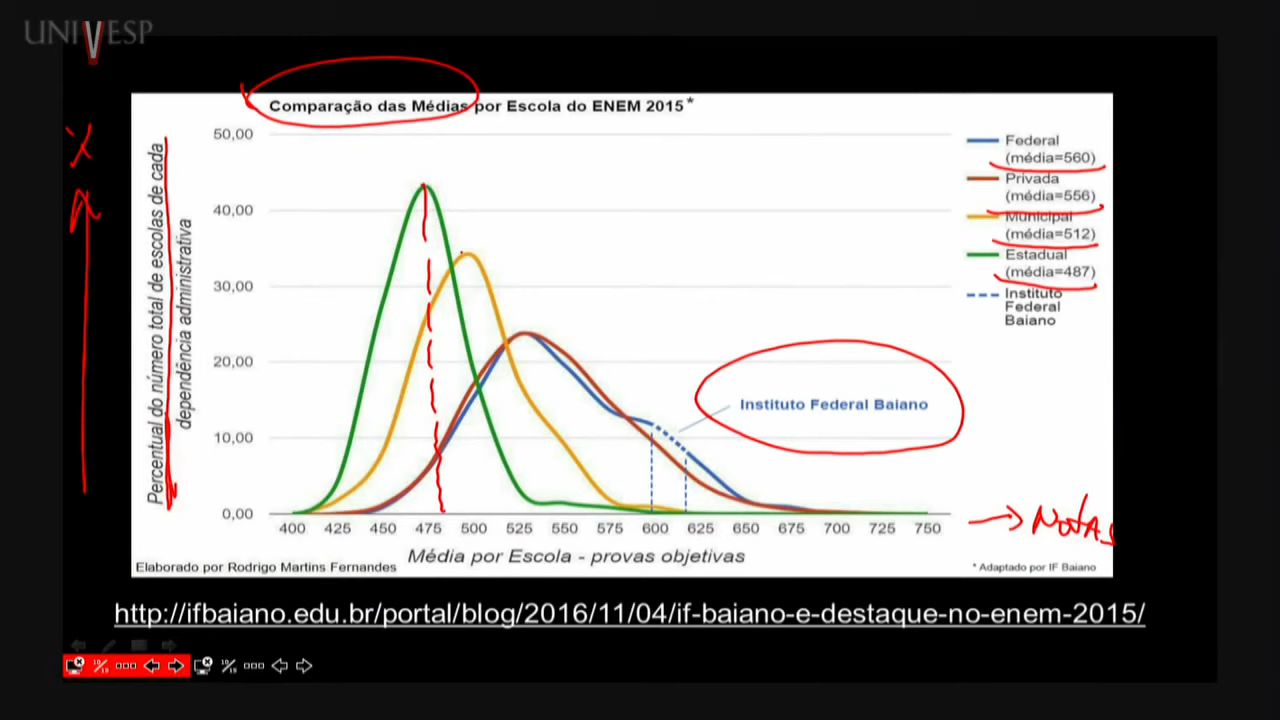 UNIVESP
Comparação das Médias por Escola do ENEM 2015*
%
Percentual do número total de escolas de cada
dependência administrativa
50,00
40,00
30,00
20,00
10,00
0,00
400 425 450 475 500 525 550 575 600 625 650 675 700 725 750
Média por Escola - provas objetivas
Federal
(média=560)
Privada
(média=556)
Municipal
(média=512)
Estadual
(média=487)
Instituto
Federal
Baiano
Instituto Federal Baiano
NOTAS
Elaborado por Rodrigo Martins Fernandes
* Adaptado por IF Baiano
http://ifbaiano.edu.br/portal/blog/2016/11/04/if-baiano-e-destaque-no-enem-2015/